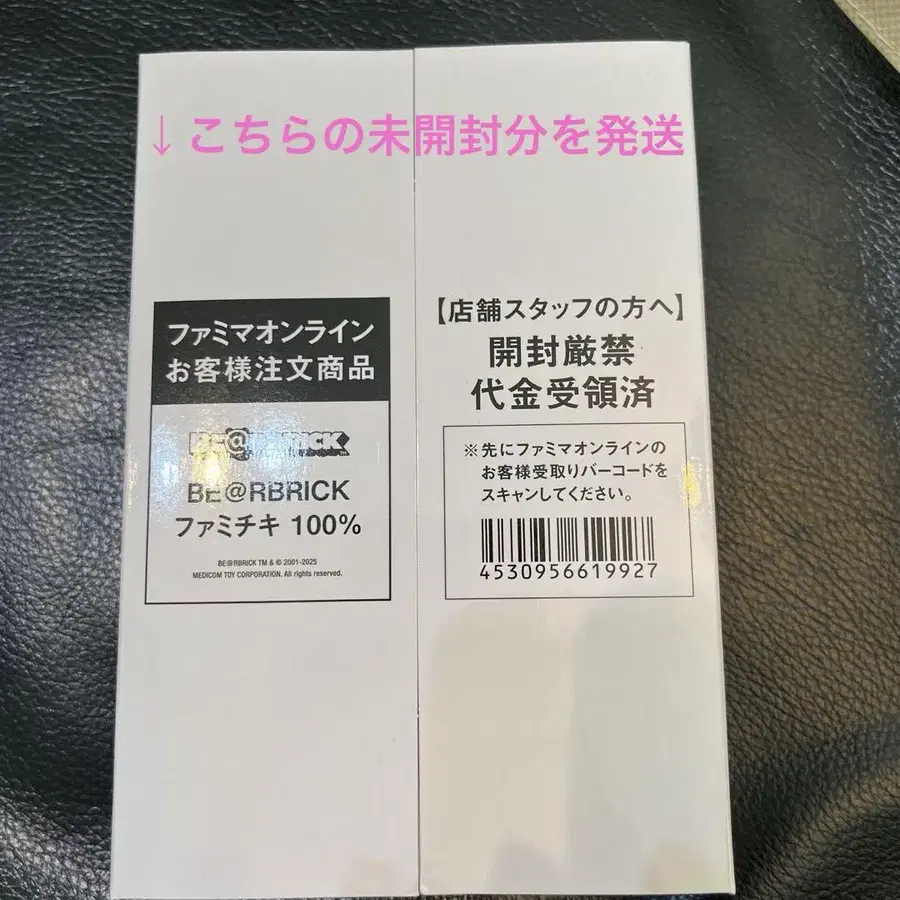 ↓こちらの未開封分を発送
ファミマオンライン
お客様注文商品
BE@RBRICK
BE@RBRICK
ファミチキ 100%
BE@RBRICK TM & © 2001-2025
MEDICOM TOY CORPORATION. All rights reserved.
【店舗スタッフの方へ】
開封厳禁
代金受領済
※先にファミマオンラインの
お客様受取りバーコードを
スキャンしてください。
4530956619927